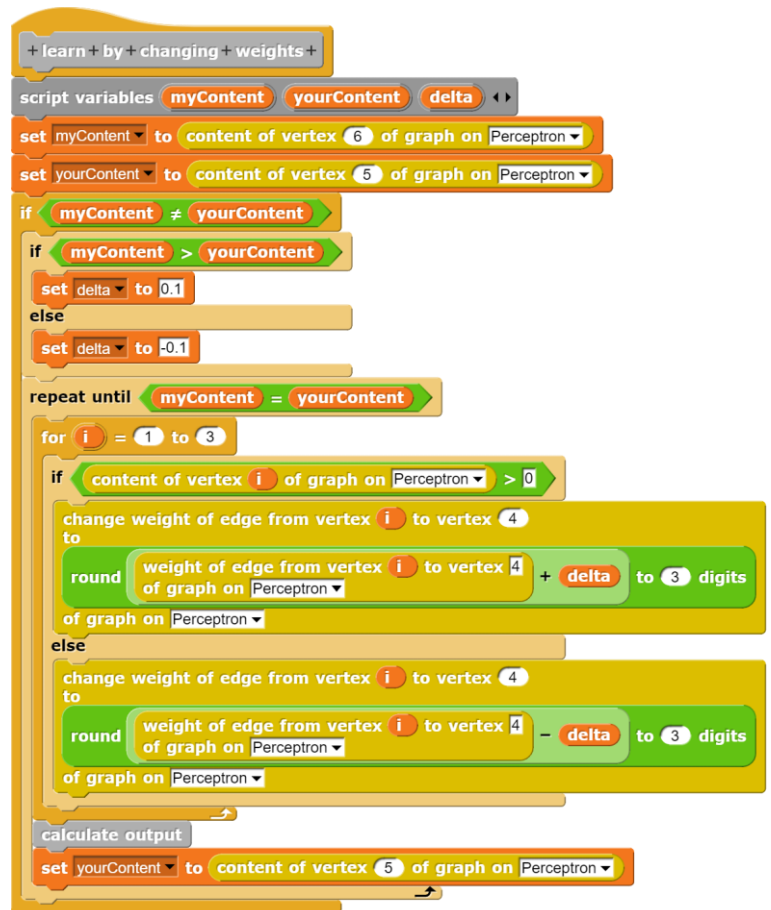 + learn + by + changing + weights +
script variables myContent yourContent delta
set myContent to content of vertex 6 of graph on Perceptron
set yourContent to content of vertex 5 of graph on Perceptron
if myContent ≠ yourContent
if myContent > yourContent
set delta to 0.1
else
set delta to -0.1
repeat until myContent = yourContent
for i = 1 to 3
if content of vertex i of graph on Perceptron > 0
change weight of edge from vertex i to vertex 4
to
round weight of edge from vertex i to vertex 4
of graph on Perceptron + delta to 3 digits
of graph on Perceptron
else
change weight of edge from vertex i to vertex 4
to
round weight of edge from vertex i to vertex 4
of graph on Perceptron - delta to 3 digits
of graph on Perceptron
calculate output
set yourContent to content of vertex 5 of graph on Perceptron